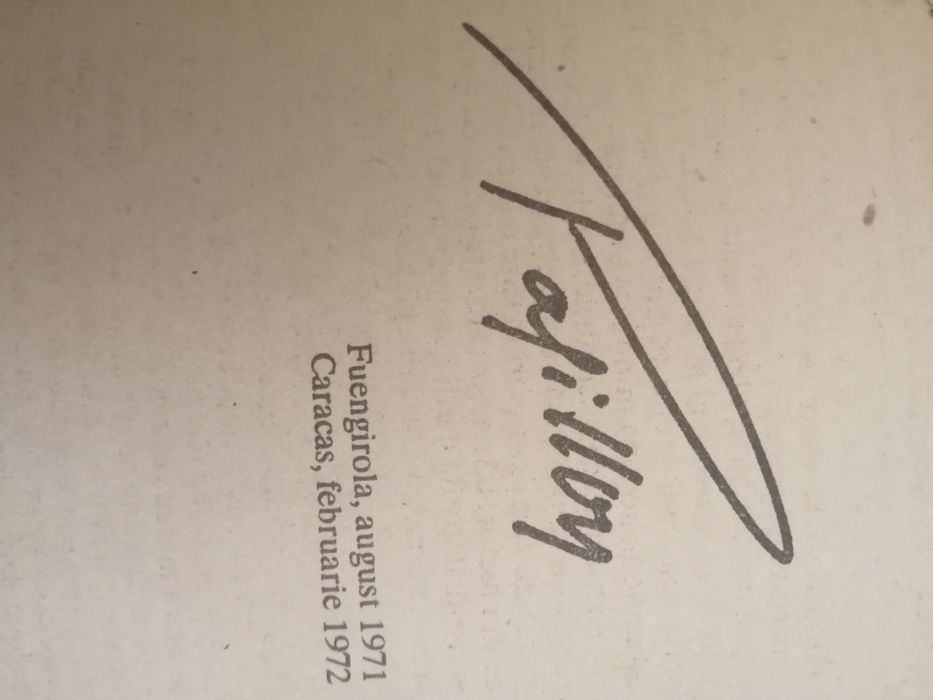 Papillon
Fuengirola, august 1971
Caracas, februarie 1972